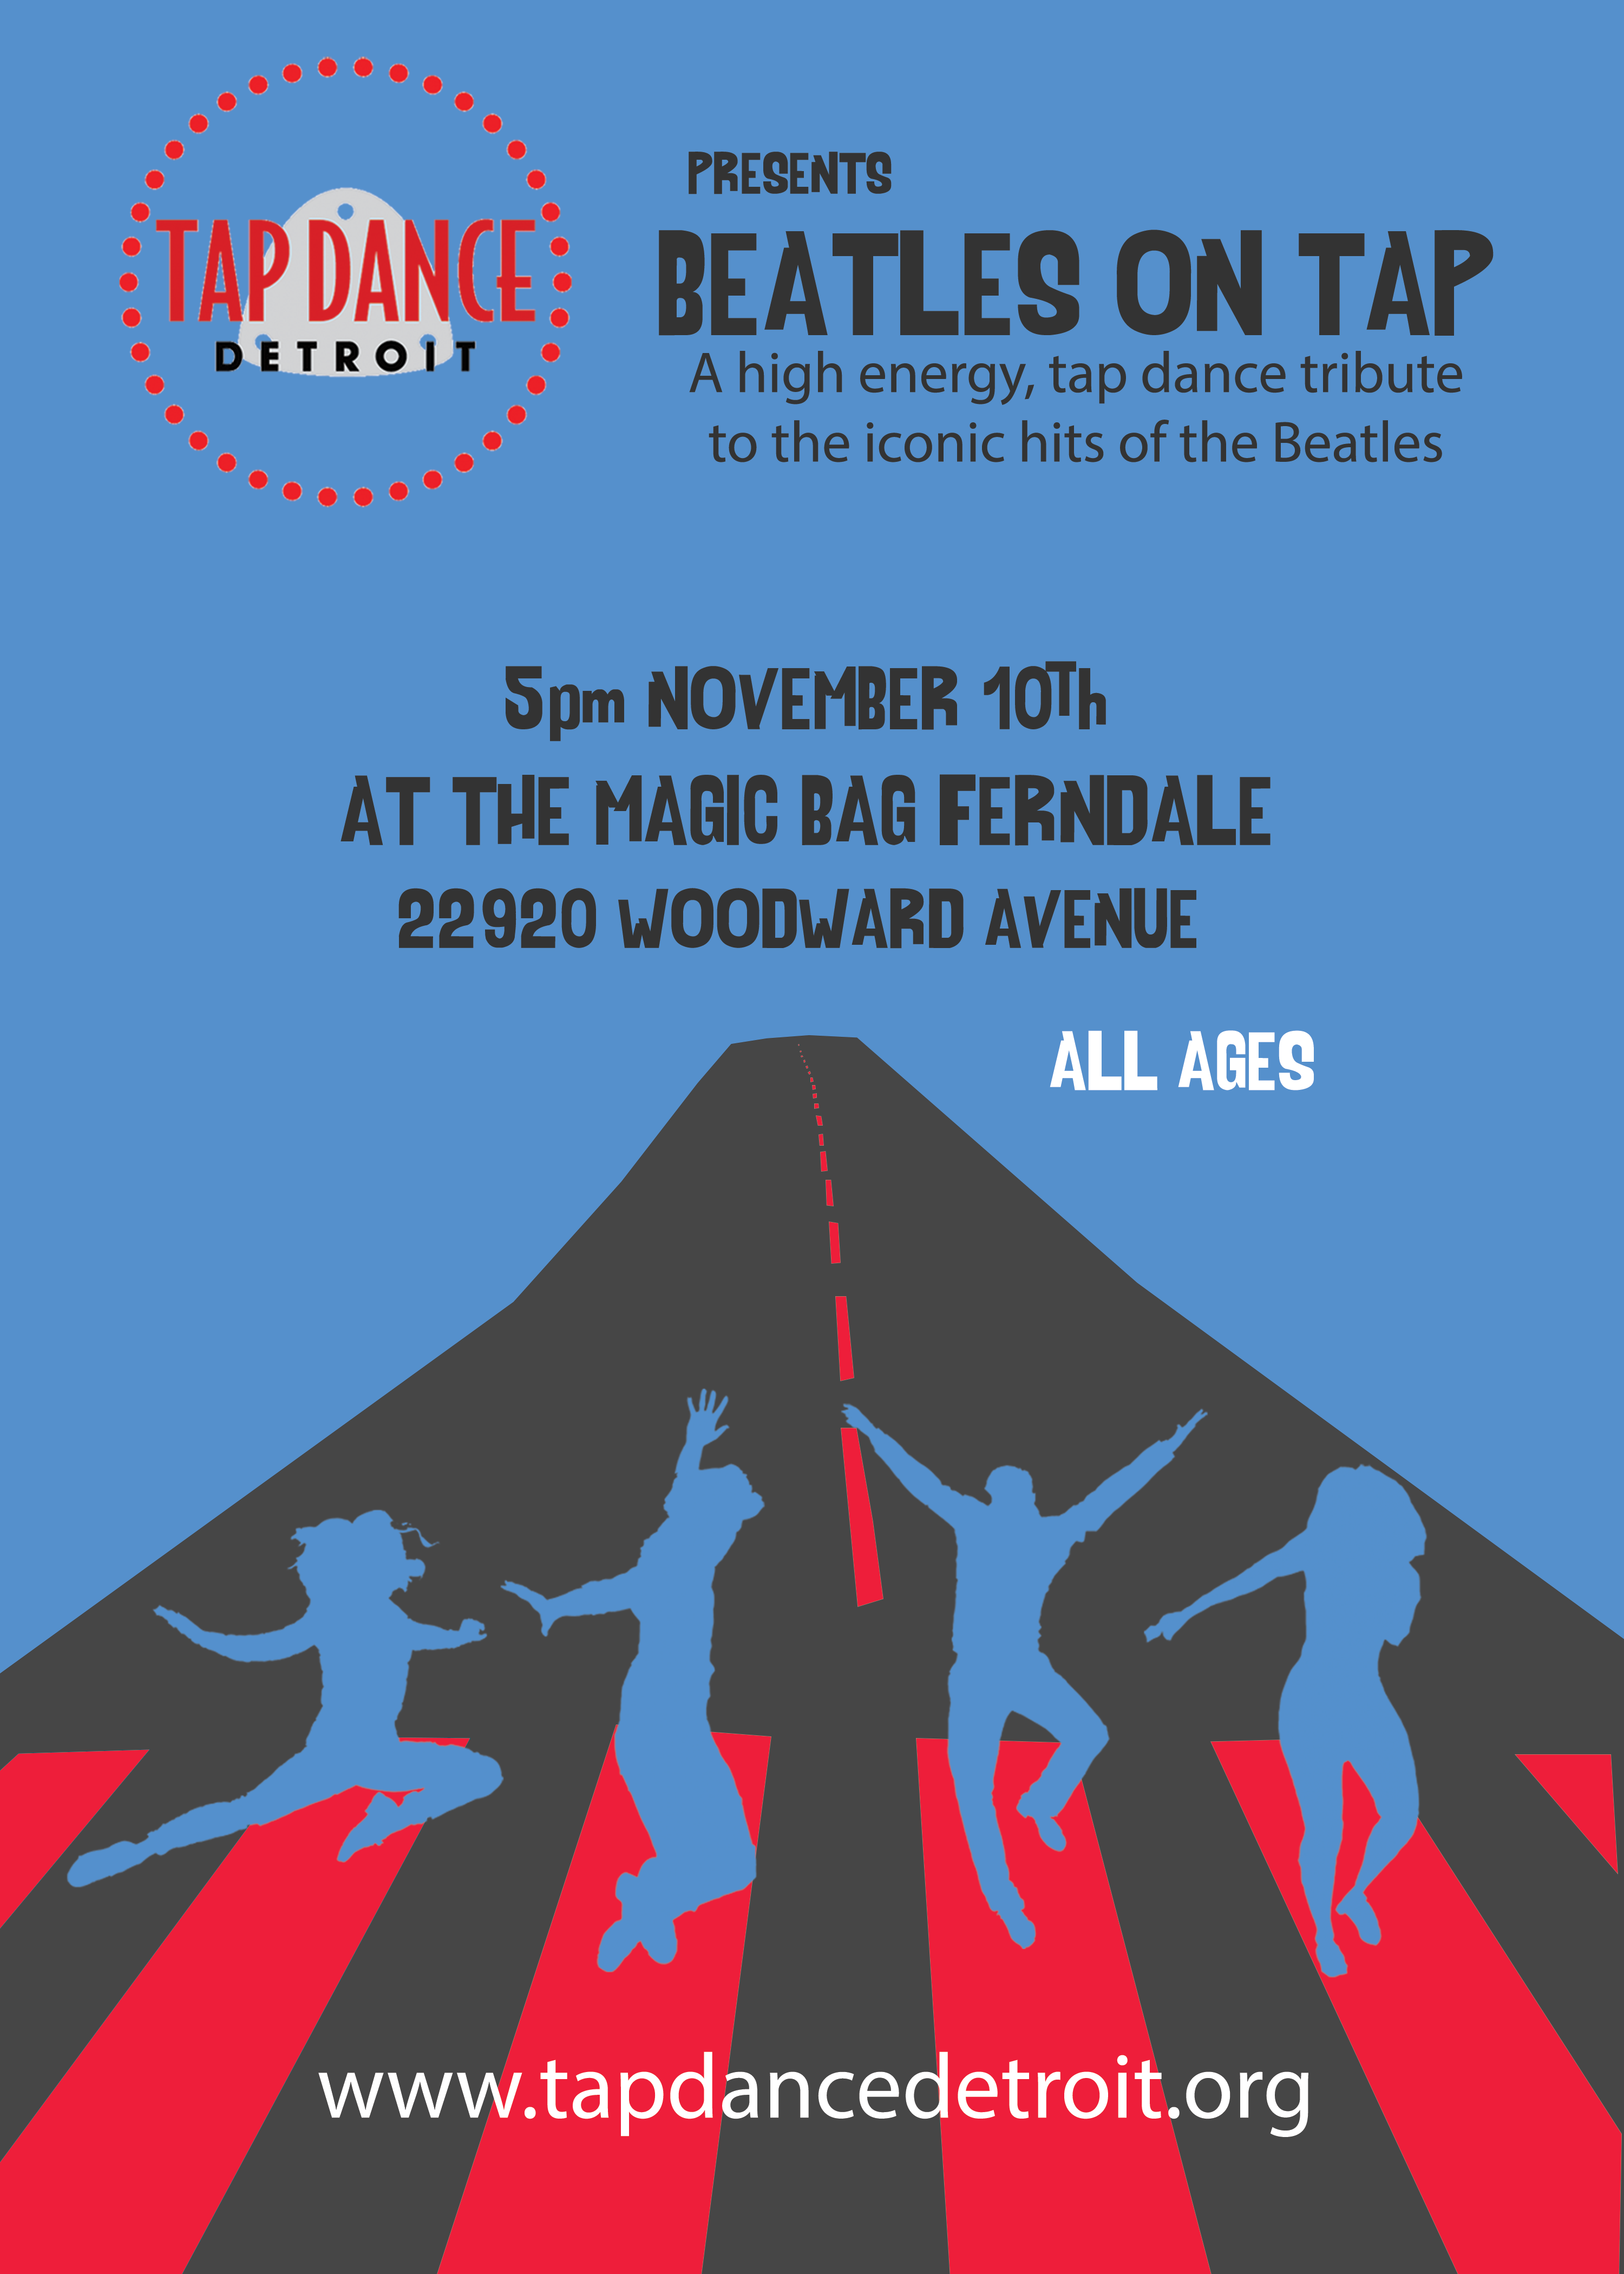 TAP DANCE
DETROIT
PRESENTS
BEATLES ON TAP
A high energy, tap dance tribute
to the iconic hits of the Beatles
5pm NOVEMBER 10Th
AT THE MAGIC BAG FERNDALE
22920 WOODWARD AVENUE
ALL AGES
www.tapdancedetroit.org